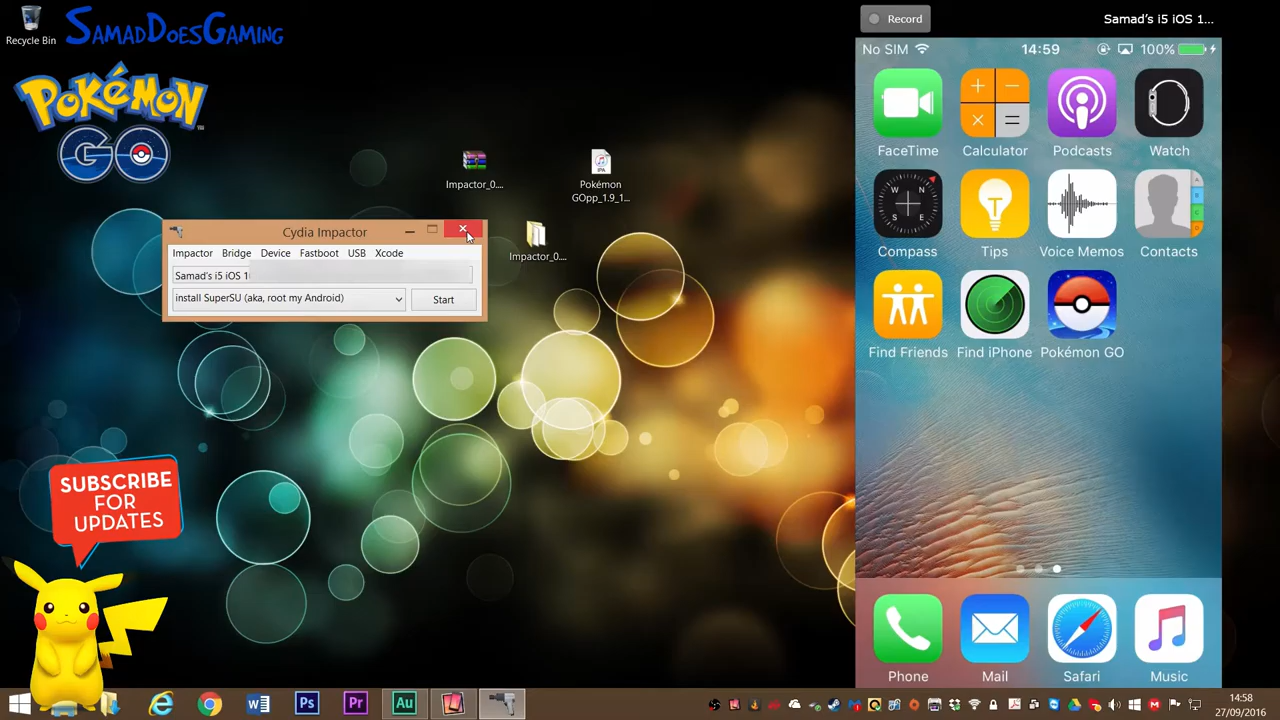 Recycle Bin
SAMADDOESGAMING
POKÉMON
GO
Impactor_0....
Pokémon
GOpp_1.9_1...
Impactor_0....
Cydia Impactor
Impactor Bridge Device Fastboot USB Xcode
Samad's i5 iOS 1
install SuperSU (aka, root my Android)
Start
SUBSCRIBE
FOR
UPDATES
Record
Samad's i5 iOS 1...
No SIM 14:59 100%
FaceTime Calculator Podcasts Watch
Compass Tips Voice Memos Contacts
Find Friends Find iPhone Pokémon GO
Phone Mail Safari Music
Ps Pr Au
14:58
27/09/2016